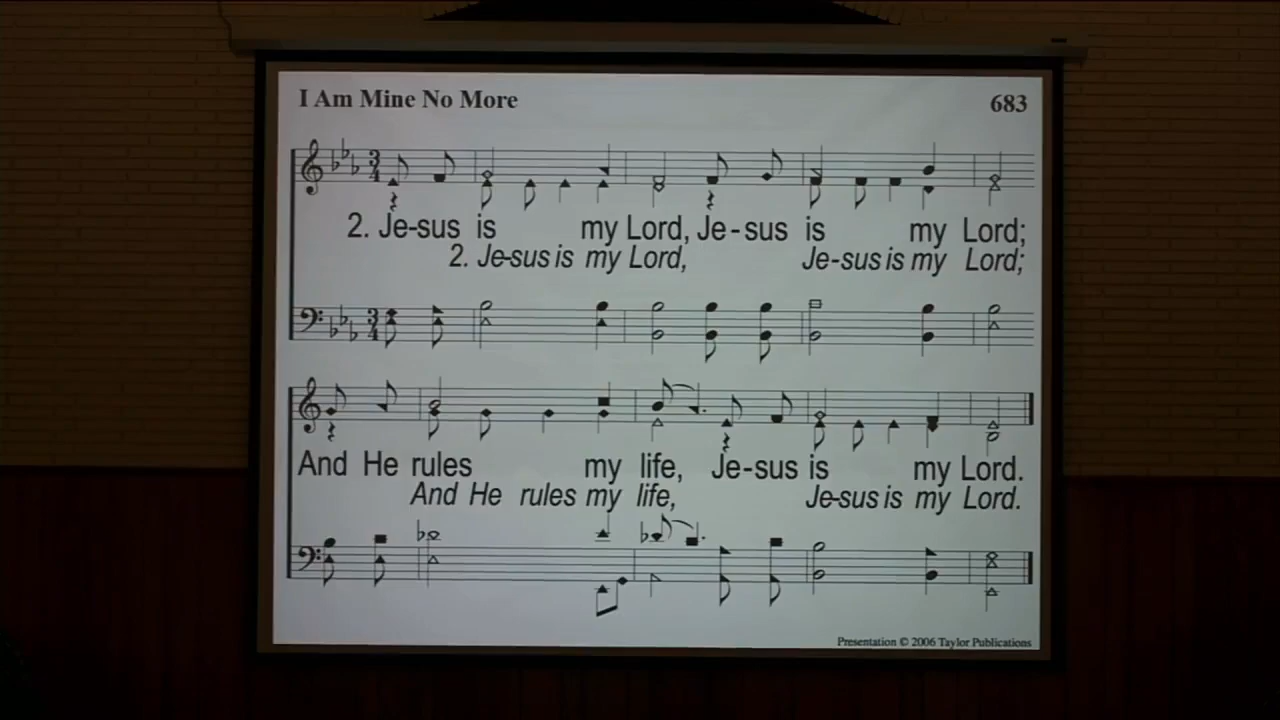 I Am Mine No More
683
2. Je-sus is my Lord, Je-sus is my Lord;
2. Je-sus is my Lord, Je-sus is my Lord;
And He rules my life, Je-sus is my Lord.
And He rules my life, Je-sus is my Lord.
Presentation © 2006 Taylor Publications